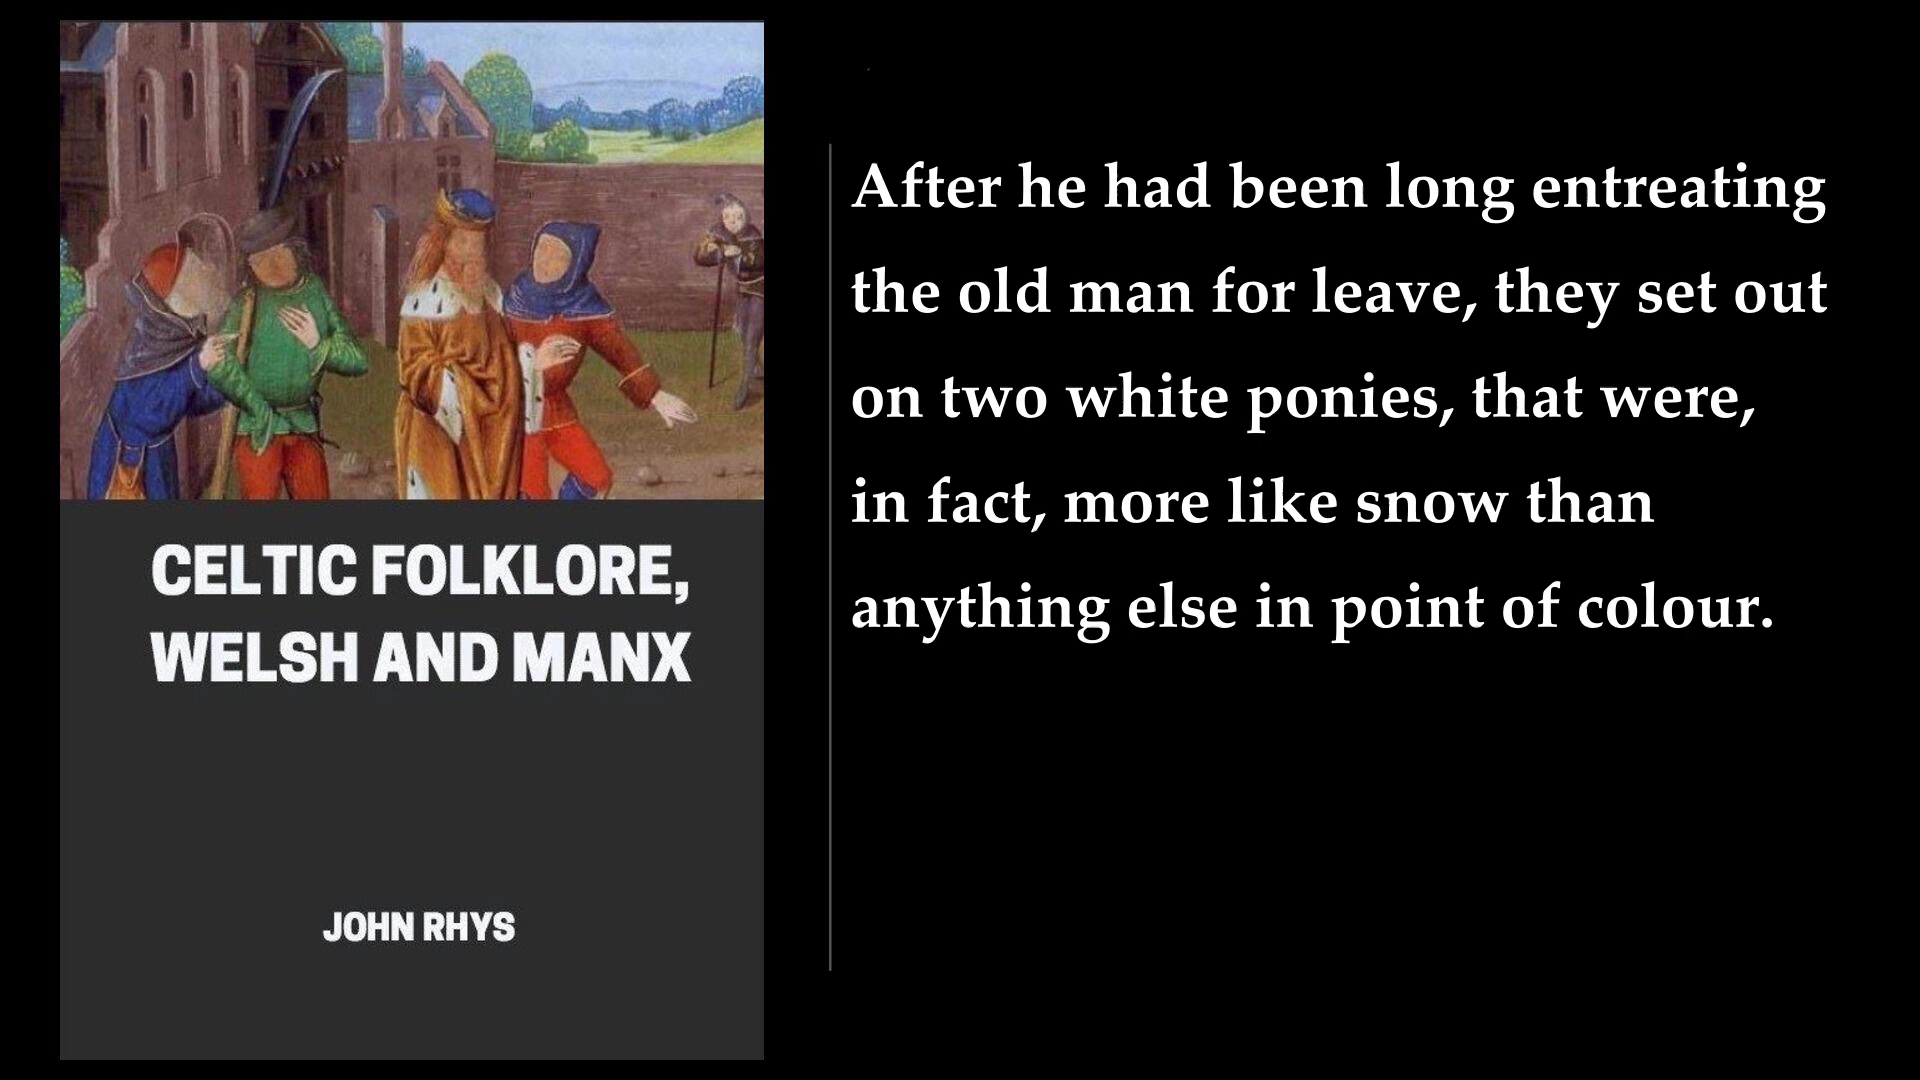 CELTIC FOLKLORE,
WELSH AND MANX
JOHN RHYS
After he had been long entreating
the old man for leave, they set out
on two white ponies, that were,
in fact, more like snow than
anything else in point of colour.